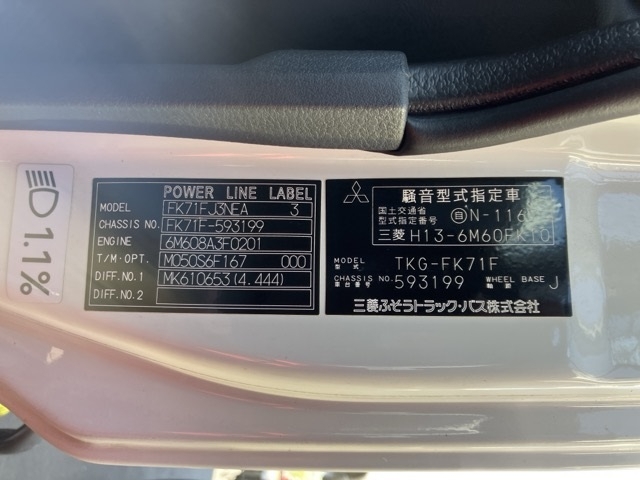 1.1%
POWER LINE LABEL
MODEL FK71FJ3NEA 3
CHASSIS NO. FK71F-593199
ENGINE 6M608A3F0201
T/M・OPT. M050S6F167 000
DIFF.NO.1 MK610653(4.444)
DIFF.NO.2
騒音型式指定車
国土交通省
型式指定番号 自N-116
三菱 H13-6M60FK10
MODEL 型式 TKG-FK71F
CHASSIS NO. 車台番号 593199 WHEEL BASE 軸距 J
三菱ふそうトラック・バス株式会社